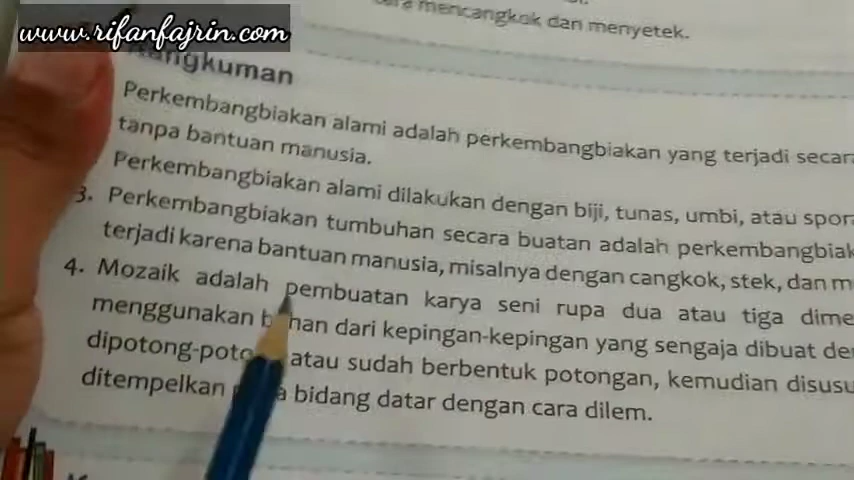 mencangkok dan menyetek.
www.rifanfajrin.com
Rangkuman
Perkembangbiakan alami adalah perkembangbiakan yang terjadi secar
tanpa bantuan manusia.
Perkembangbiakan alami dilakukan dengan biji, tunas, umbi, atau spor
3. Perkembangbiakan tumbuhan secara buatan adalah perkembangbiak
terjadi karena bantuan manusia, misalnya dengan cangkok, stek, dan m
4. Mozaik adalah pembuatan karya seni rupa dua atau tiga dime
menggunakan b han dari kepingan-kepingan yang sengaja dibuat de
dipotong-poto atau sudah berbentuk potongan, kemudian disusu
ditempelkan a bidang datar dengan cara dilem.